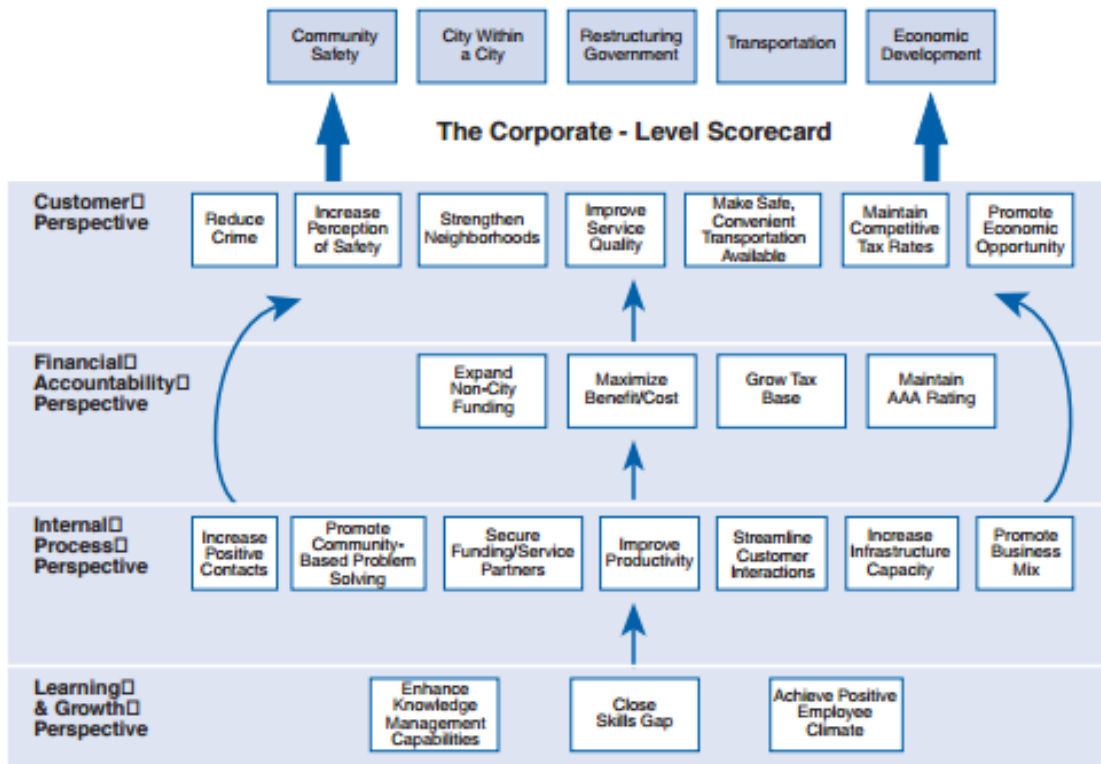 Community
Safety
City Within
a City
Restructuring
Government
Transportation
Economic
Development
The Corporate - Level Scorecard
Customer□
Perspective
Reduce
Crime
Increase
Perception
of Safety
Strengthen
Neighborhoods
Improve
Service
Quality
Make Safe,
Convenient
Transportation
Available
Maintain
Competitive
Tax Rates
Promote
Economic
Opportunity
Financial□
Accountability□
Perspective
Expand
Non-City
Funding
Maximize
Benefit/Cost
Grow Tax
Base
Maintain
AAA Rating
Internal□
Process□
Perspective
Increase
Positive
Contacts
Promote
Community-
Based Problem
Solving
Secure
Funding/Service
Partners
Improve
Productivity
Streamline
Customer
Interactions
Increase
Infrastructure
Capacity
Promote
Business
Mix
Learning□
& Growth□
Perspective
Enhance
Knowledge
Management
Capabilities
Close
Skills Gap
Achieve Positive
Employee
Climate